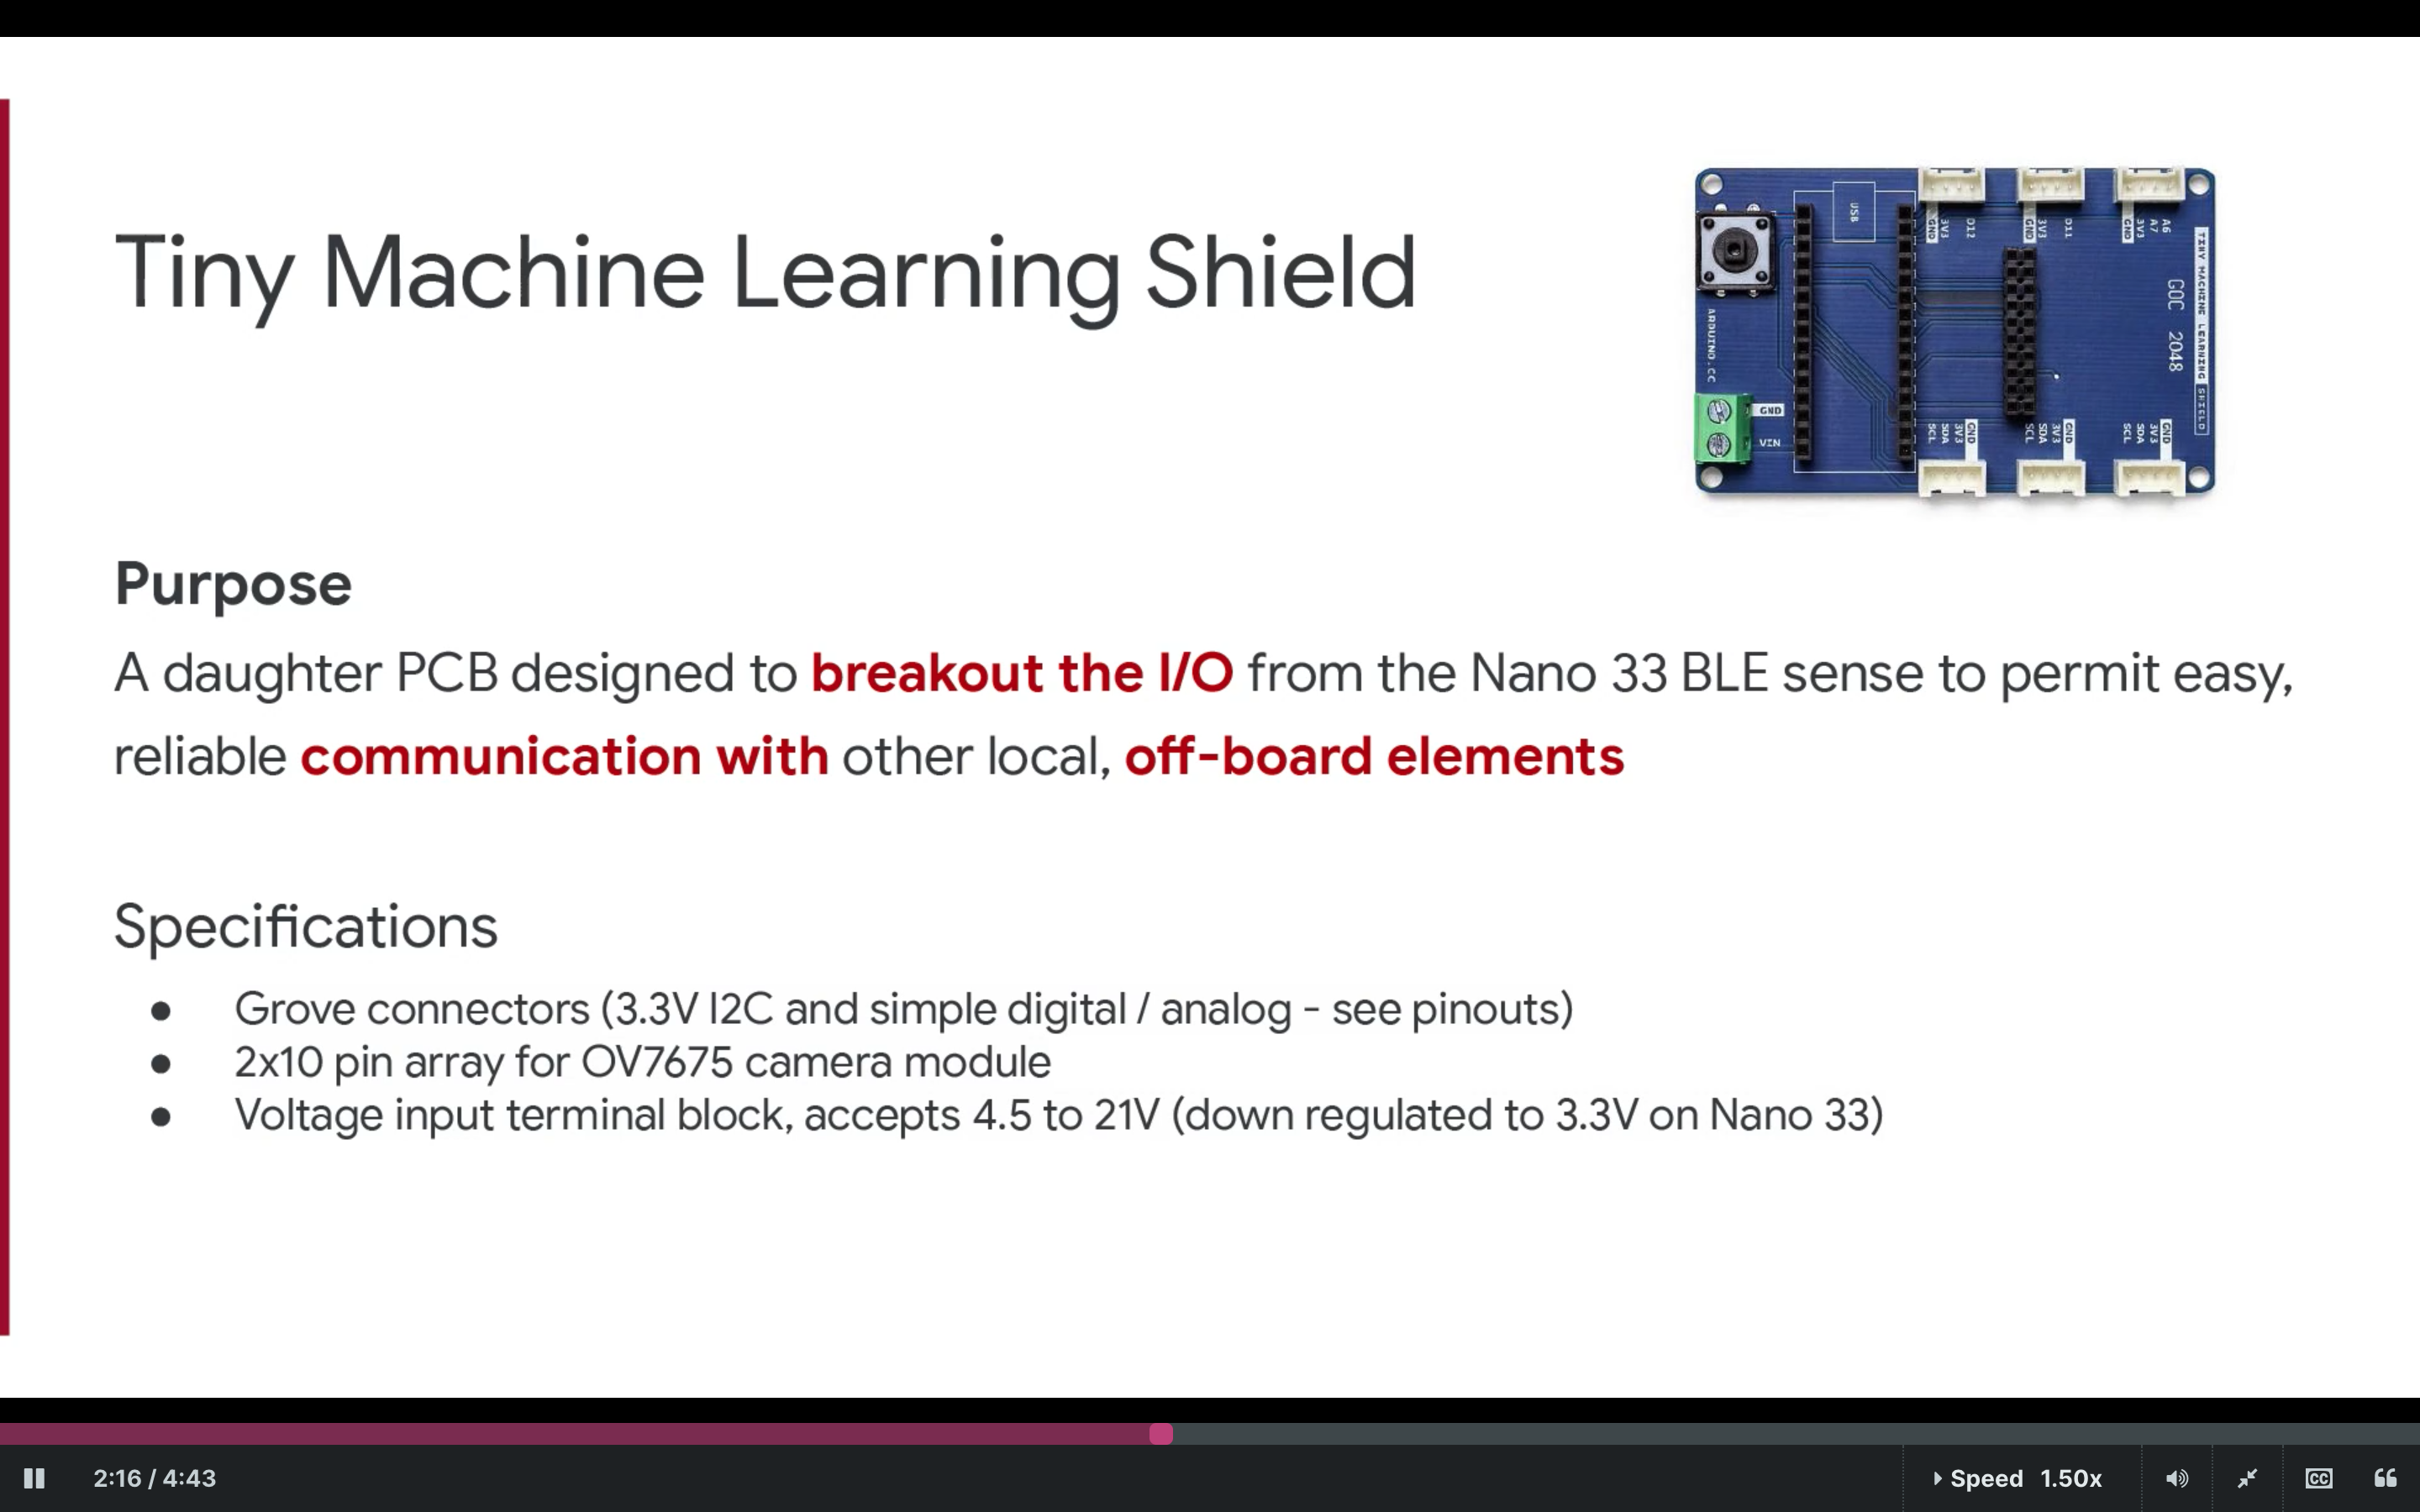 Tiny Machine Learning Shield
USB
GND
3V3
D12
GND
3V3
D11
GND
3V3
A7
A6
TINY MACHINE LEARNING SHIELD
GOC 2048
ARDUINO.CC
GND
VIN
SCL
SDA
3V3
GND
SCL
SDA
3V3
GND
SCL
SDA
3V3
GND
Purpose
A daughter PCB designed to breakout the I/O from the Nano 33 BLE sense to permit easy,
reliable communication with other local, off-board elements
Specifications
● Grove connectors (3.3V I2C and simple digital / analog - see pinouts)
● 2x10 pin array for OV7675 camera module
● Voltage input terminal block, accepts 4.5 to 21V (down regulated to 3.3V on Nano 33)
2:16 / 4:43
Speed 1.50x
CC